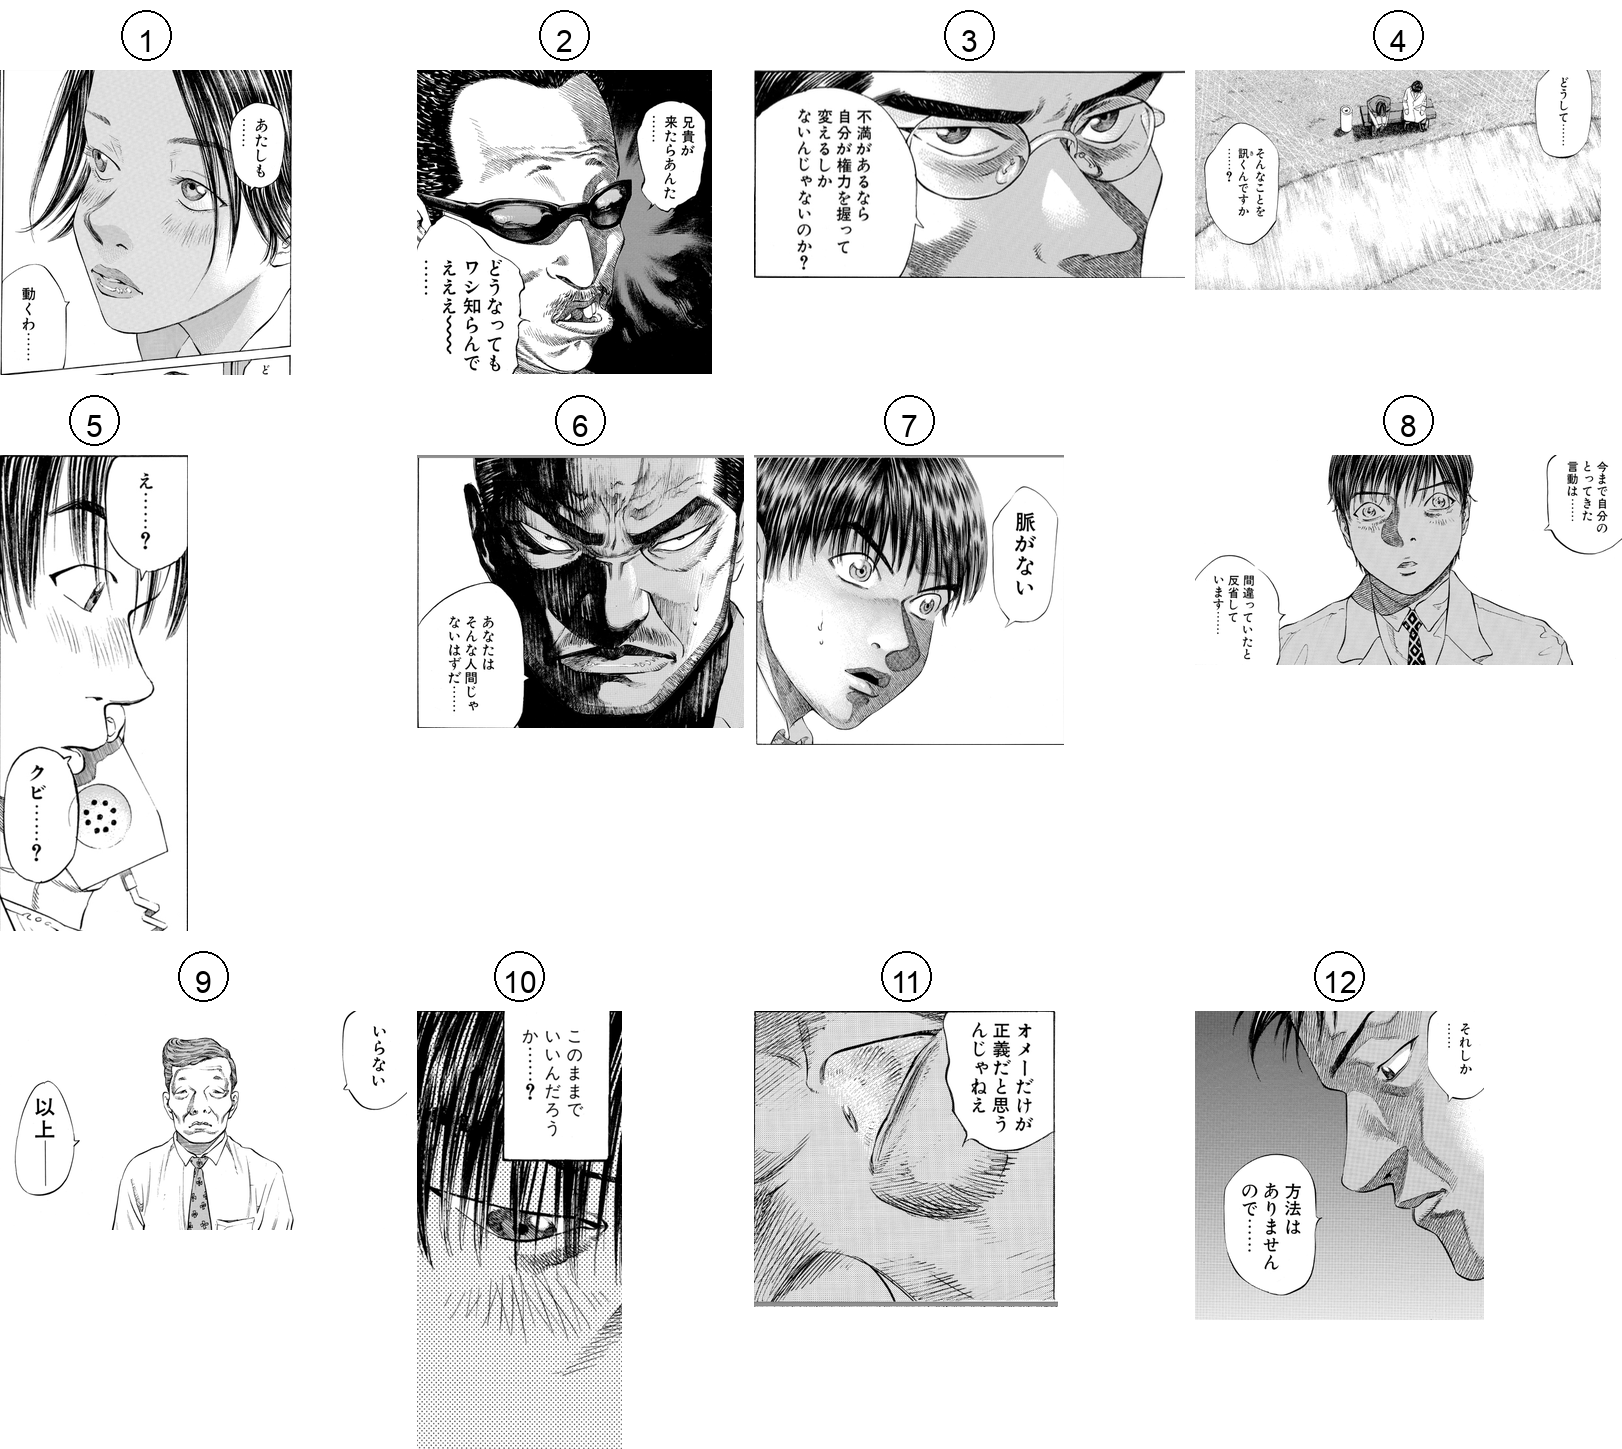 1
あたしも
……
動くわ……
ど
2
兄貴が
来たらあんた
……
どうなっても
ワシ知らんで
えええ〜〜〜
……
3
不満があるなら
自分が権力を握って
変えるしか
ないんじゃないのか?
4
どうして……
そんなことを
訊くんですか
……?
5
え……?
クビ……?
6
あなたは
そんな人間じゃ
ないはずだ……
7
脈がない
8
今まで自分の
とってきた
言動は……
間違っていたと
反省して
います……
9
いらない
以上―
10
このままで
いいんだろう
か……?
11
オメーだけが
正義だと思う
んじゃねえ
12
それしか
……
方法は
ありません
ので……